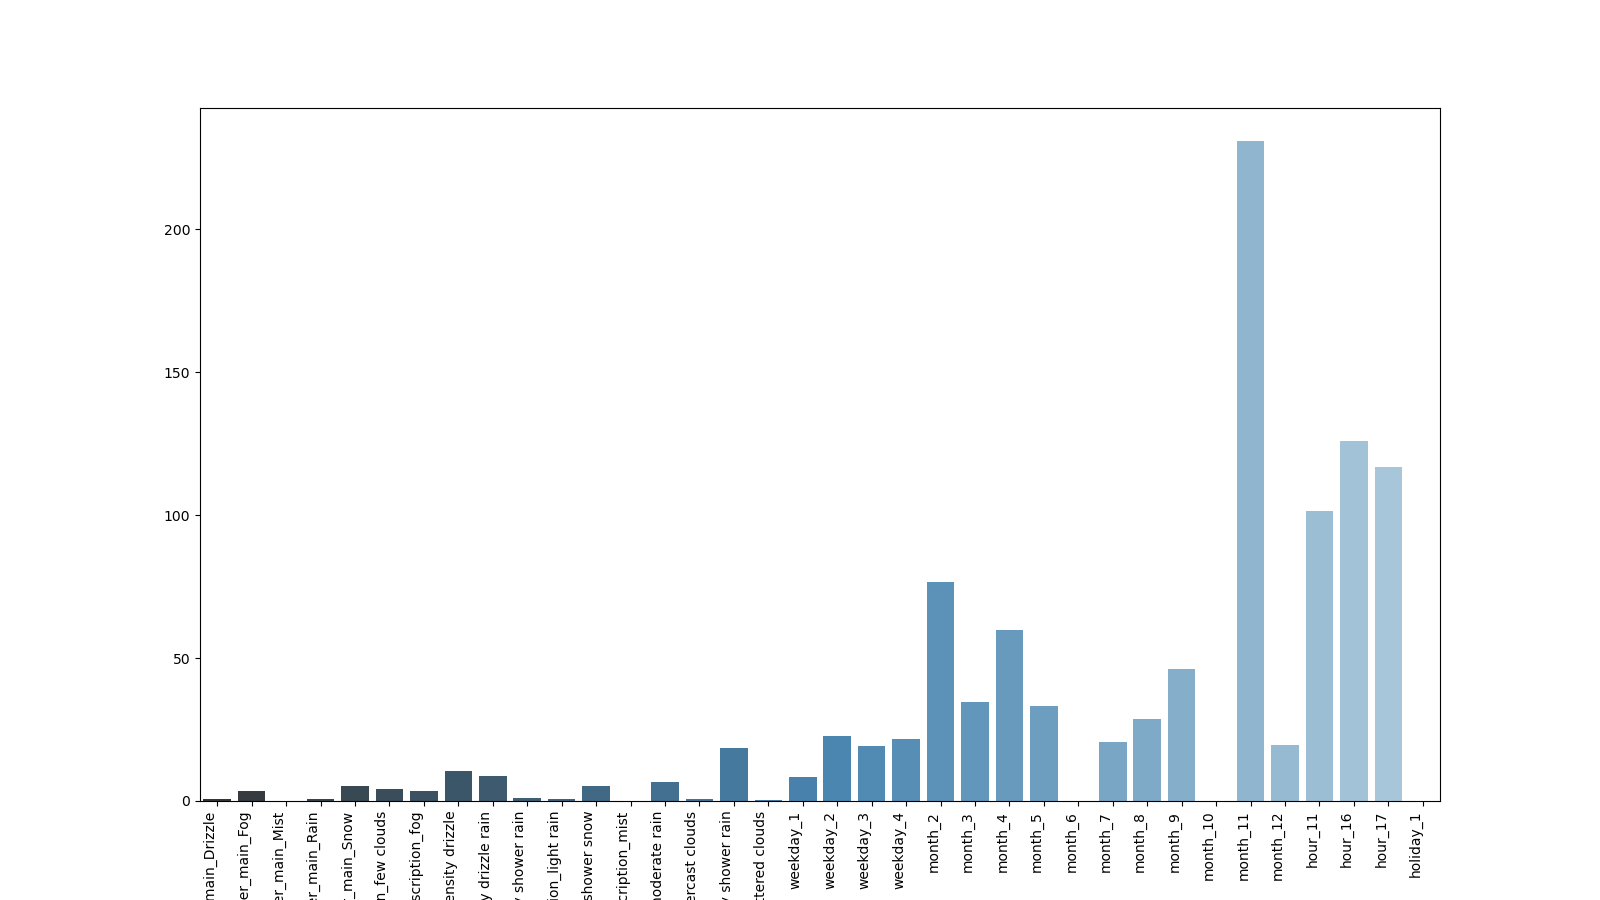 200
150
100
50
0
main_Drizzle
er_main_Fog
er_main_Mist
er_main_Rain
_main_Snow
n_few clouds
scription_fog
ensity drizzle
y drizzle rain
shower rain
ion_light rain
shower snow
cription_mist
moderate rain
ercast clouds
shower rain
ttered clouds
weekday_1
weekday_2
weekday_3
weekday_4
month_2
month_3
month_4
month_5
month_6
month_7
month_8
month_9
month_10
month_11
month_12
hour_11
hour_16
hour_17
holiday_1